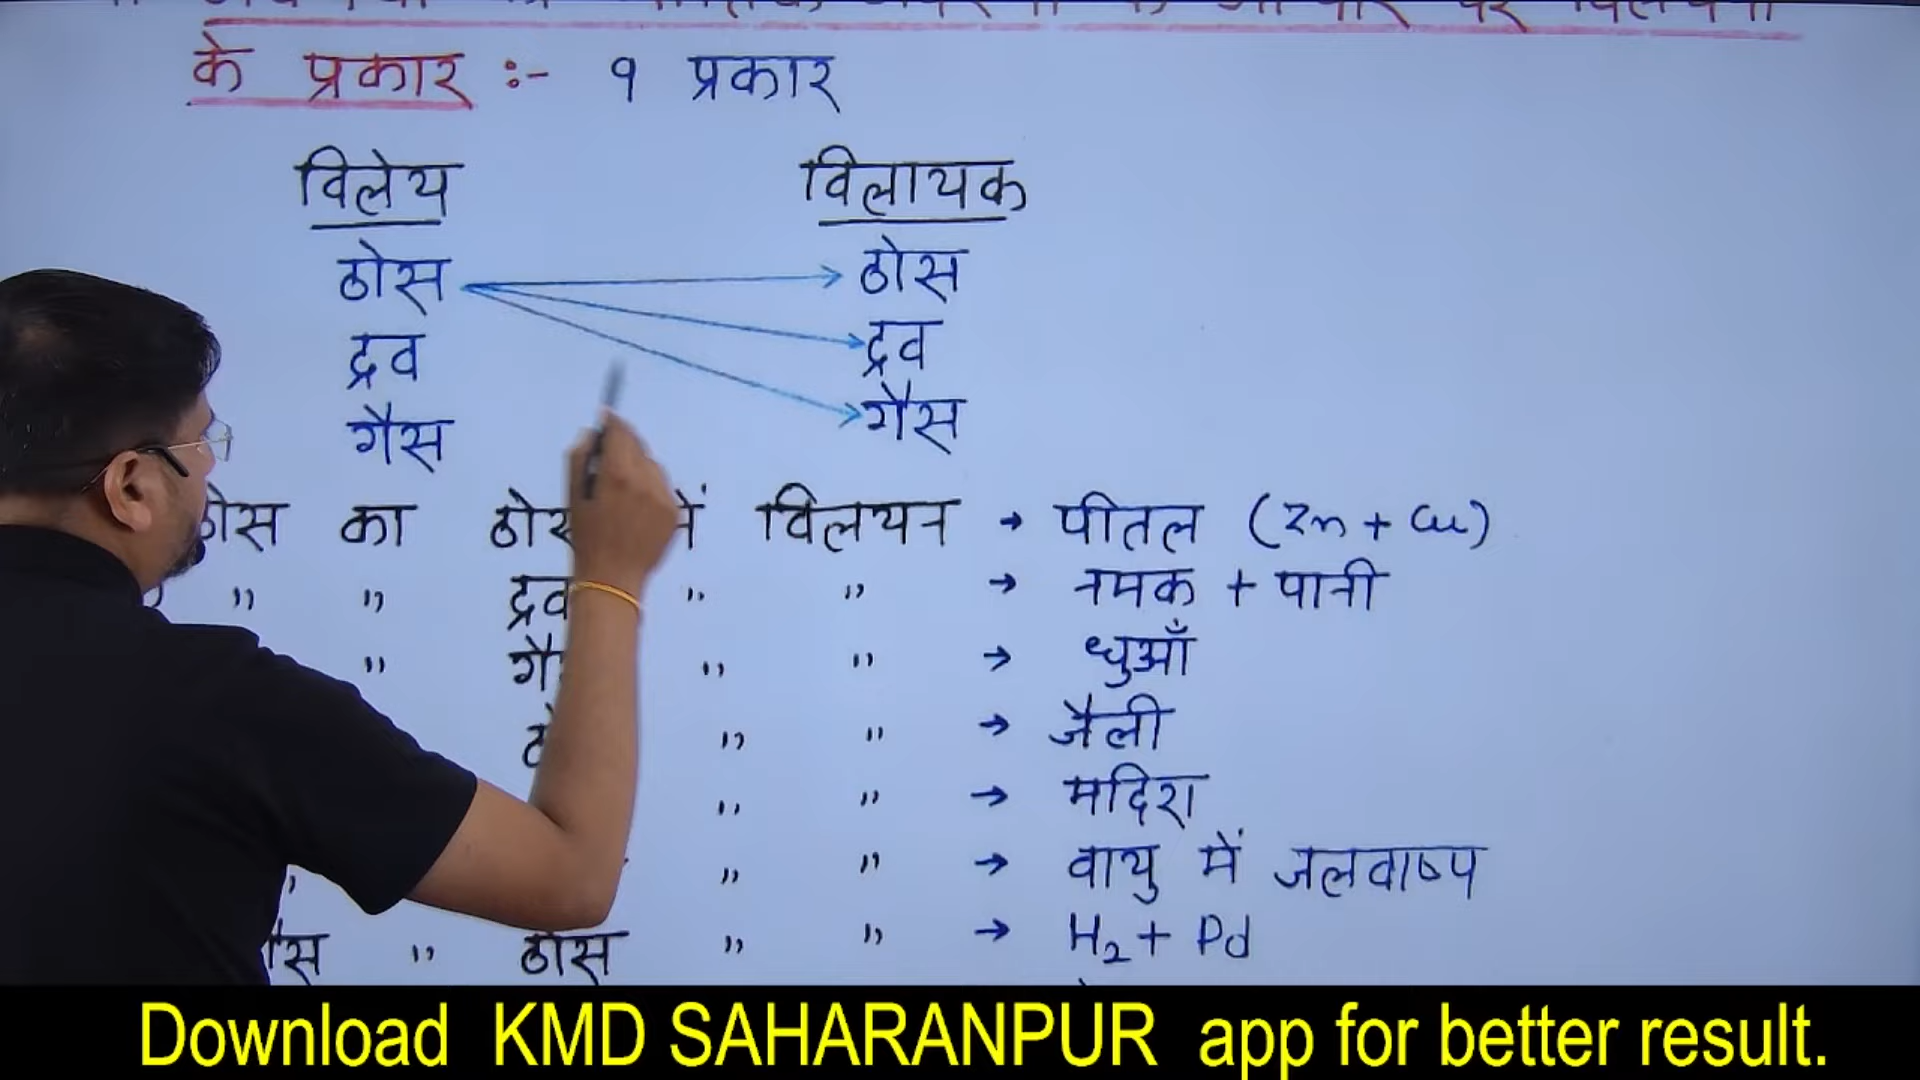 के प्रकार :- 9 प्रकार
विलेय विलायक
ठोस ठोस
द्रव द्रव
गैस गैस
ठोस का विलयन → पीतल (Zn + Cu)
" " द्रव " " → नमक + पानी
" " " → धुआँ
" " → जैली
" " → मदिरा
" " → वायु में जलवाष्प
" ठोस " " → H₂ + Pd
Download KMD SAHARANPUR app for better result.